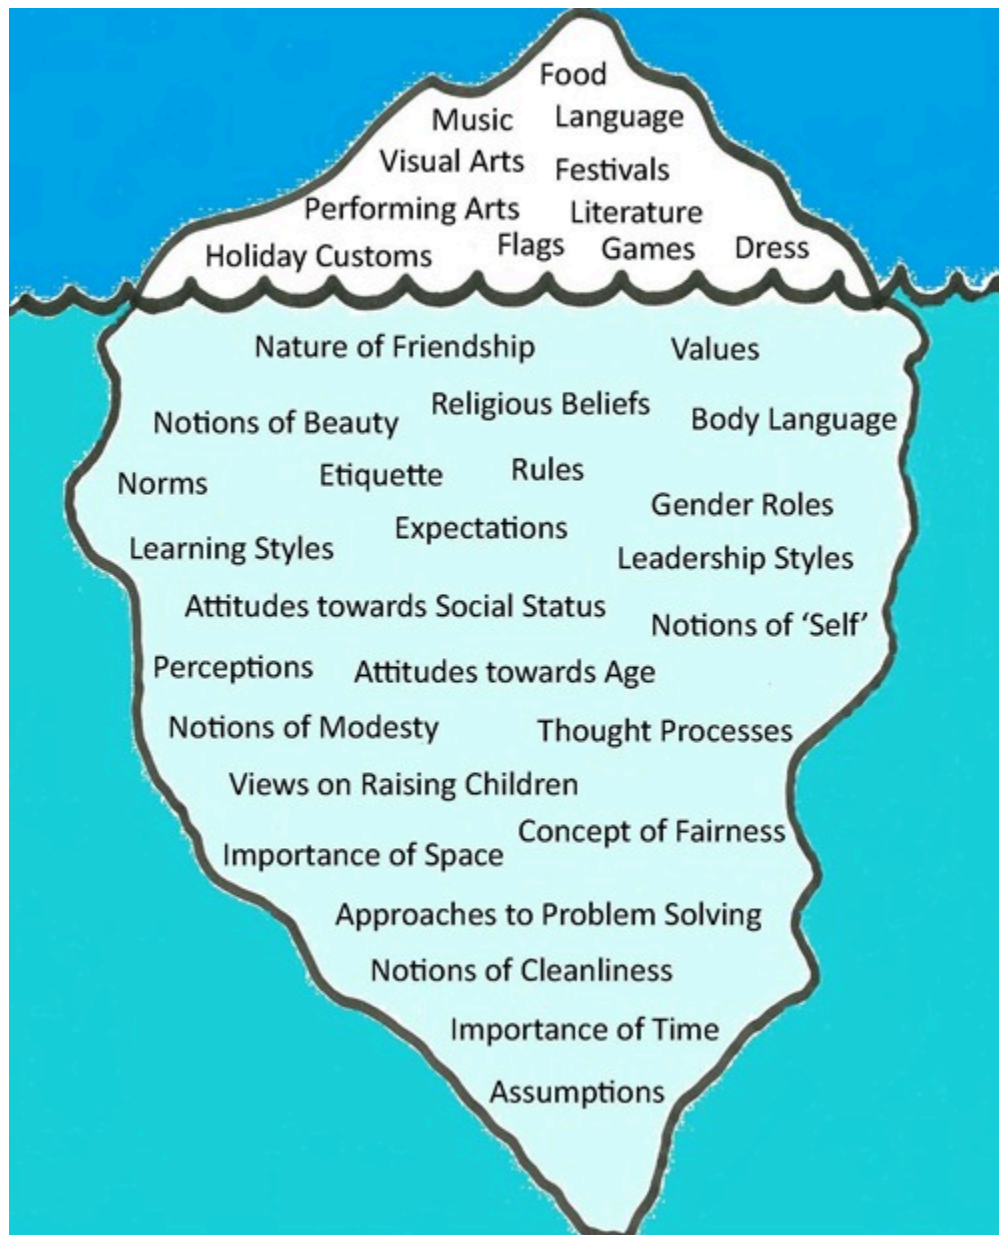 Food
Music Language
Visual Arts Festivals
Performing Arts Literature
Holiday Customs Flags Games Dress
Nature of Friendship Values
Notions of Beauty Religious Beliefs Body Language
Norms Etiquette Rules
Expectations Gender Roles
Learning Styles Leadership Styles
Attitudes towards Social Status Notions of ‘Self’
Perceptions Attitudes towards Age
Notions of Modesty Thought Processes
Views on Raising Children
Importance of Space Concept of Fairness
Approaches to Problem Solving
Notions of Cleanliness
Importance of Time
Assumptions